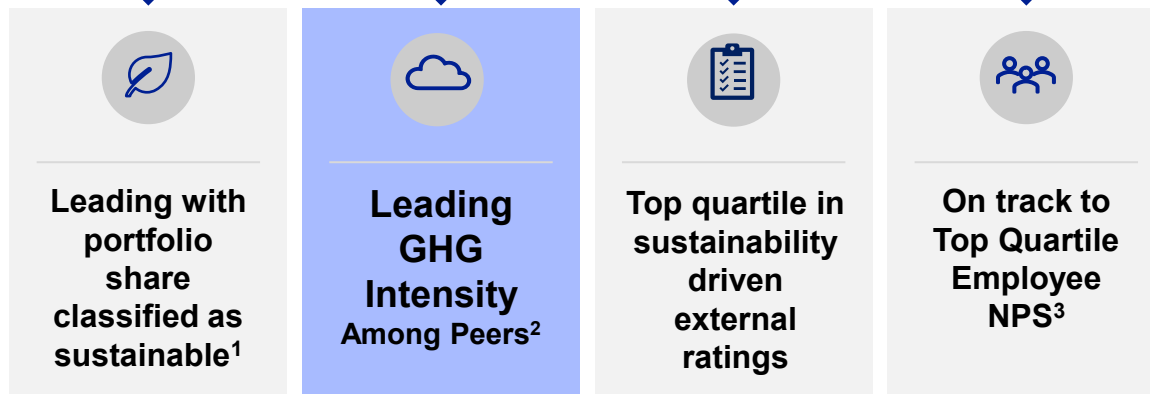 Leading with
portfolio
share
classified as
sustainable¹
Leading
GHG
Intensity
Among Peers²
Top quartile in
sustainability
driven
external
ratings
On track to
Top Quartile
Employee
NPS³